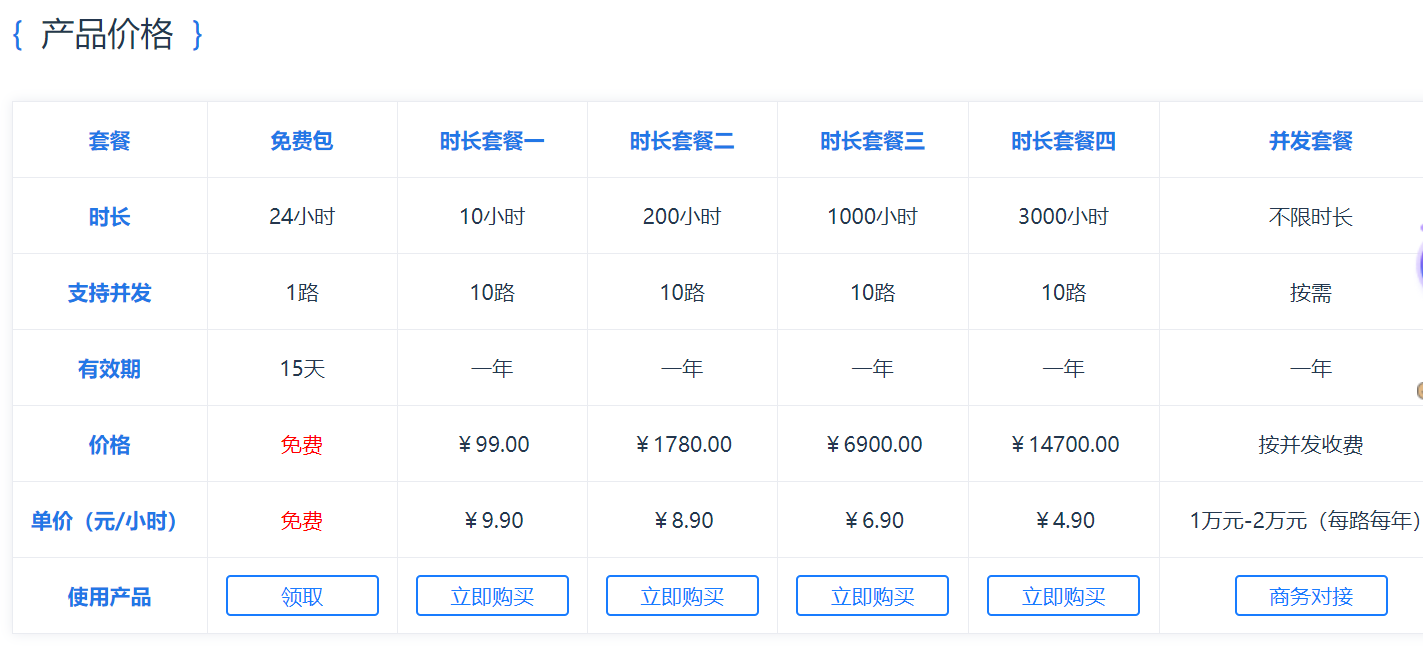 { 产品价格 }
套餐 免费包 时长套餐一 时长套餐二 时长套餐三 时长套餐四 并发套餐
时长 24小时 10小时 200小时 1000小时 3000小时 不限时长
支持并发 1路 10路 10路 10路 10路 按需
有效期 15天 一年 一年 一年 一年 一年
价格 免费 ¥99.00 ¥1780.00 ¥6900.00 ¥14700.00 按并发收费
单价（元/小时） 免费 ¥9.90 ¥8.90 ¥6.90 ¥4.90 1万元-2万元（每路每年）
使用产品 领取 立即购买 立即购买 立即购买 立即购买 商务对接